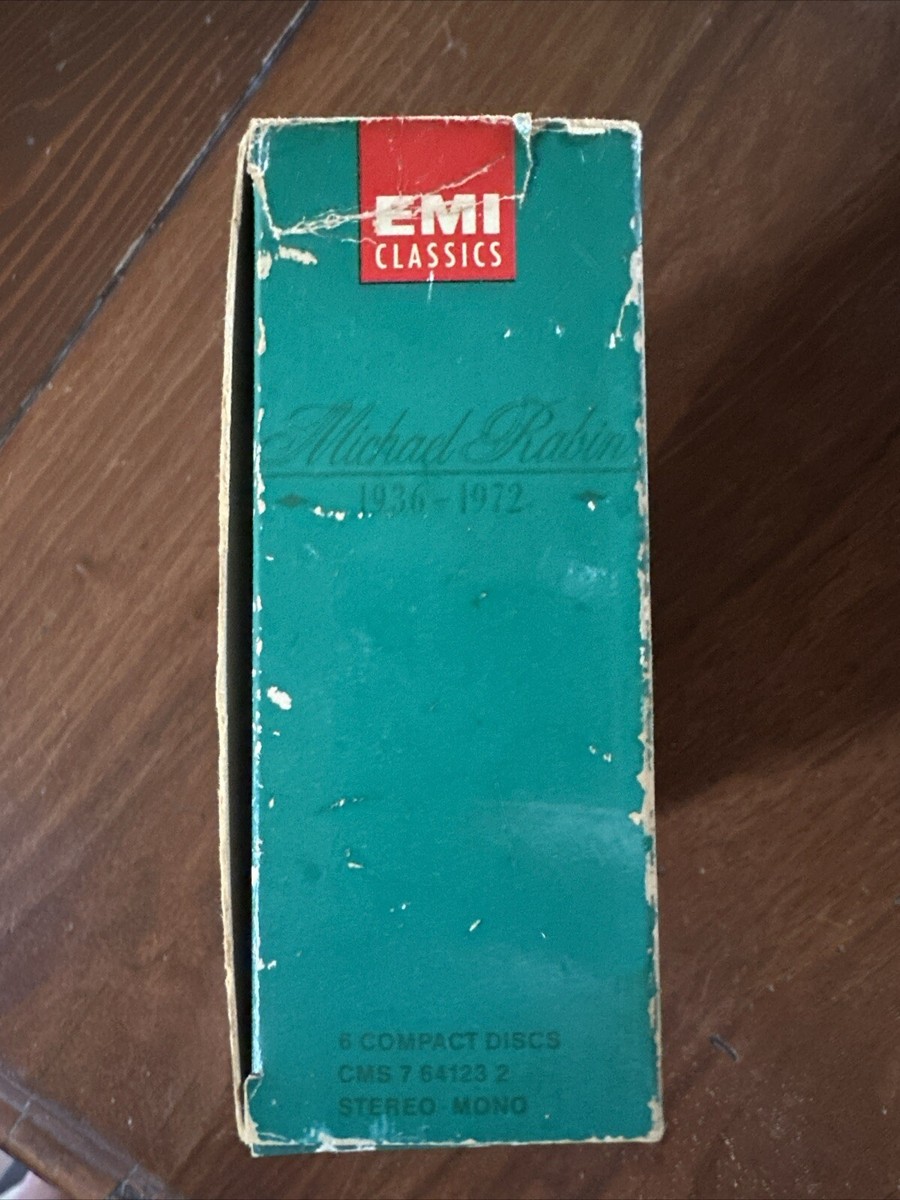 EMI
CLASSICS
Michael Rabin
1936-1972
6 COMPACT DISCS
CMS 7 64123 2
STEREO · MONO